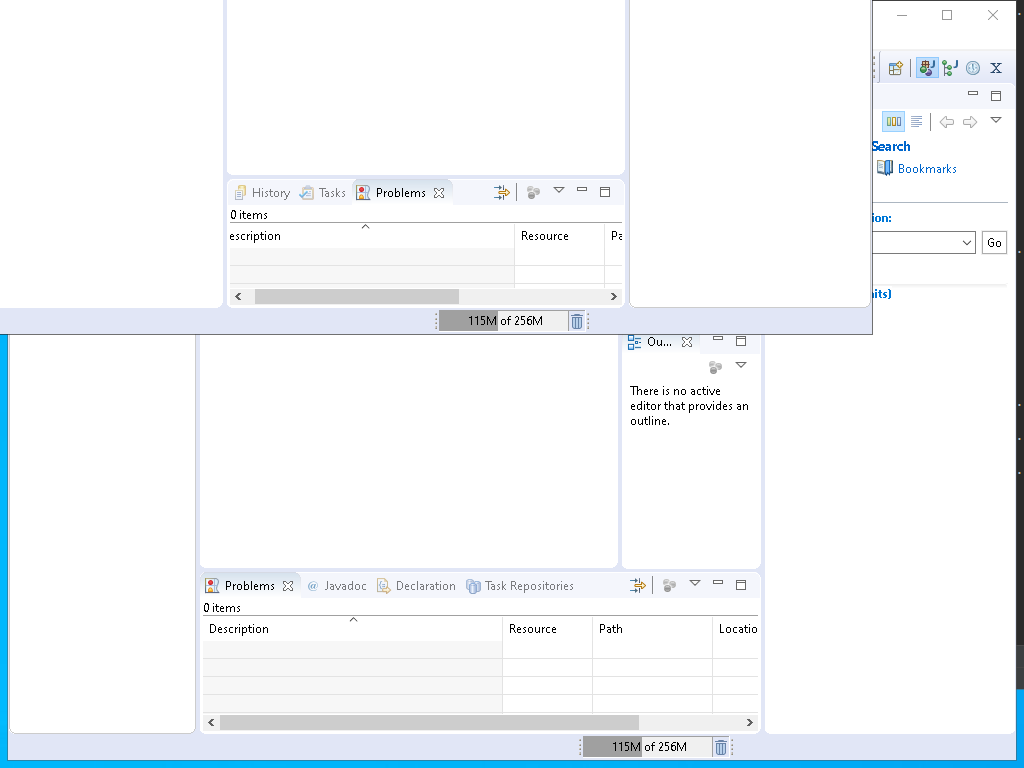 X
Search
Bookmarks
History Tasks Problems
0 items
escription Resource Pa
ion:
Go
its)
115M of 256M
Ou...
There is no active
editor that provides an
outline.
Problems @ Javadoc Declaration Task Repositories
0 items
Description Resource Path Locatio
115M of 256M